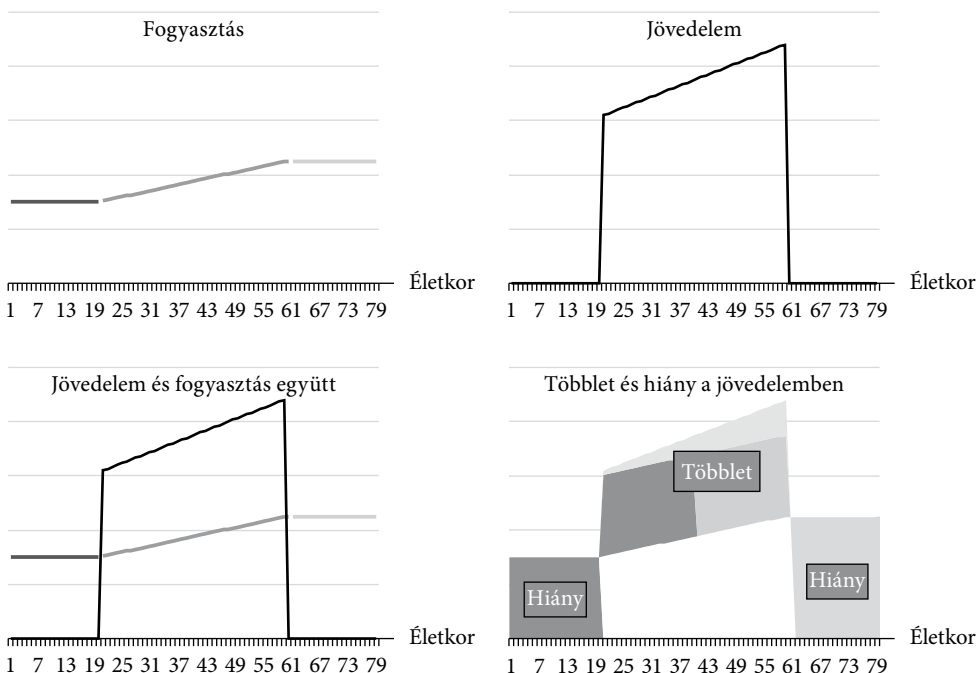 Fogyasztás
Életkor
1 7 13 19 25 31 37 43 49 55 61 67 73 79
Jövedelem
Életkor
1 7 13 19 25 31 37 43 49 55 61 67 73 79
Jövedelem és fogyasztás együtt
Életkor
1 7 13 19 25 31 37 43 49 55 61 67 73 79
Többlet és hiány a jövedelemben
Többlet
Hiány
Hiány
Életkor
1 7 13 19 25 31 37 43 49 55 61 67 73 79